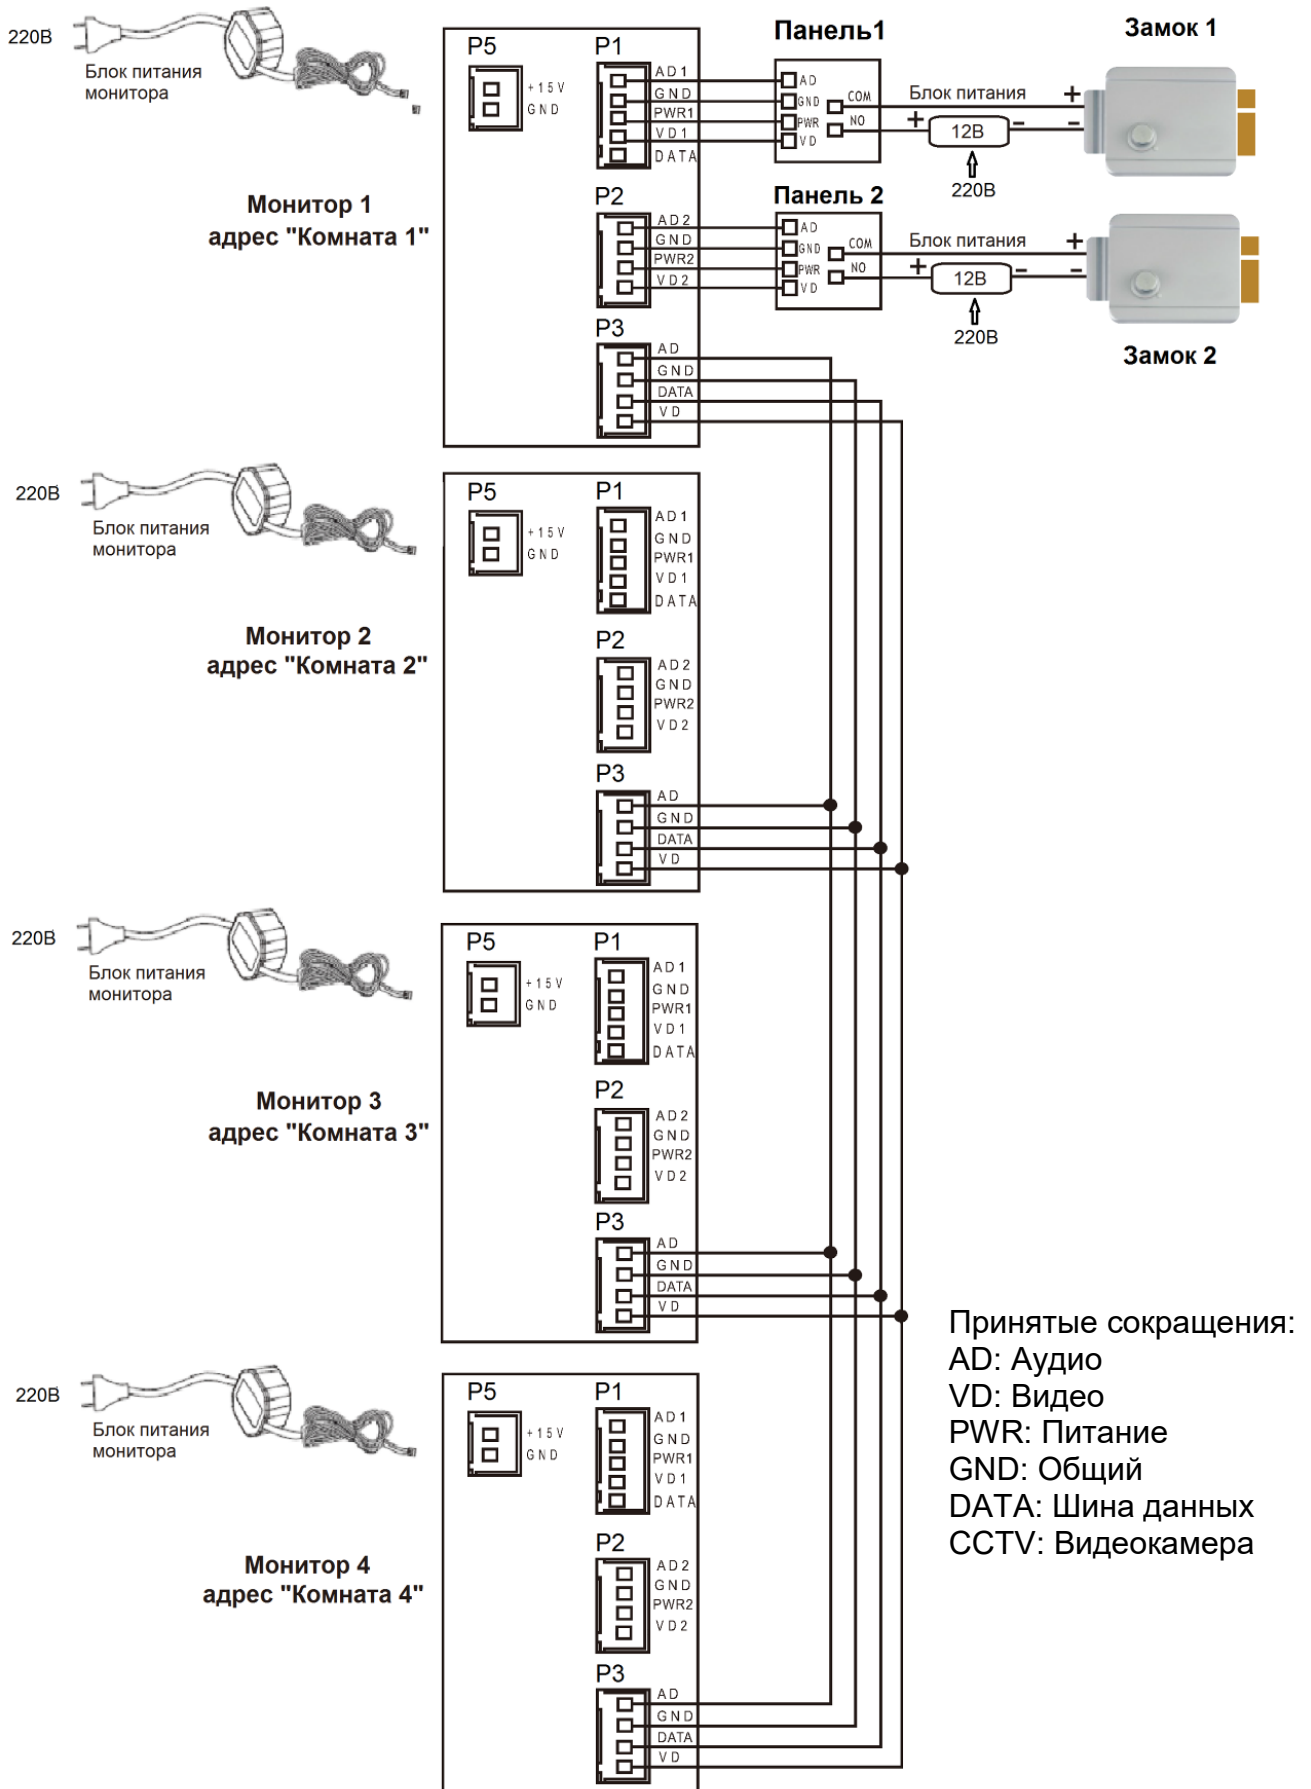 220В
Блок питания
монитора
Монитор 1
адрес "Комната 1"
P5
+15V
GND
P1
AD1
GND
PWR1
VD1
DATA
P2
AD2
GND
PWR2
VD2
P3
AD
GND
DATA
VD
Панель1
AD
GND
PWR
VD
COM
NO
Блок питания
+
12В
-
220В
+
-
Замок 1
Панель 2
AD
GND
PWR
VD
COM
NO
Блок питания
+
12В
-
220В
+
-
Замок 2
220В
Блок питания
монитора
Монитор 2
адрес "Комната 2"
P5
+15V
GND
P1
AD1
GND
PWR1
VD1
DATA
P2
AD2
GND
PWR2
VD2
P3
AD
GND
DATA
VD
220В
Блок питания
монитора
Монитор 3
адрес "Комната 3"
P5
+15V
GND
P1
AD1
GND
PWR1
VD1
DATA
P2
AD2
GND
PWR2
VD2
P3
AD
GND
DATA
VD
220В
Блок питания
монитора
Монитор 4
адрес "Комната 4"
P5
+15V
GND
P1
AD1
GND
PWR1
VD1
DATA
P2
AD2
GND
PWR2
VD2
P3
AD
GND
DATA
VD
Принятые сокращения:
AD: Аудио
VD: Видео
PWR: Питание
GND: Общий
DATA: Шина данных
CCTV: Видеокамера